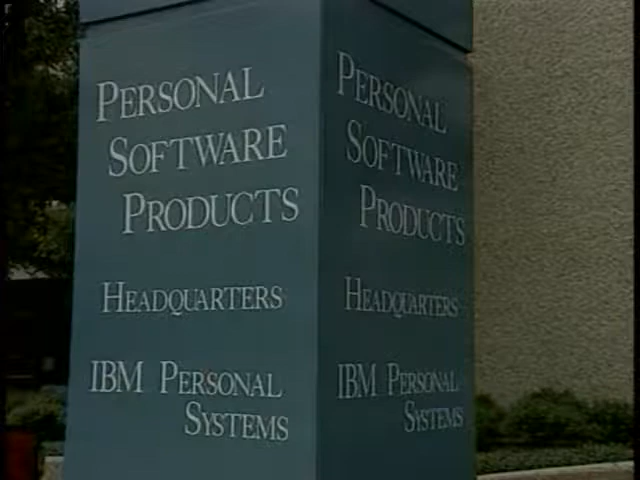 Personal
Software
Products
Headquarters
IBM Personal
Systems
Personal
Software
Products
Headquarters
IBM Personal
Systems